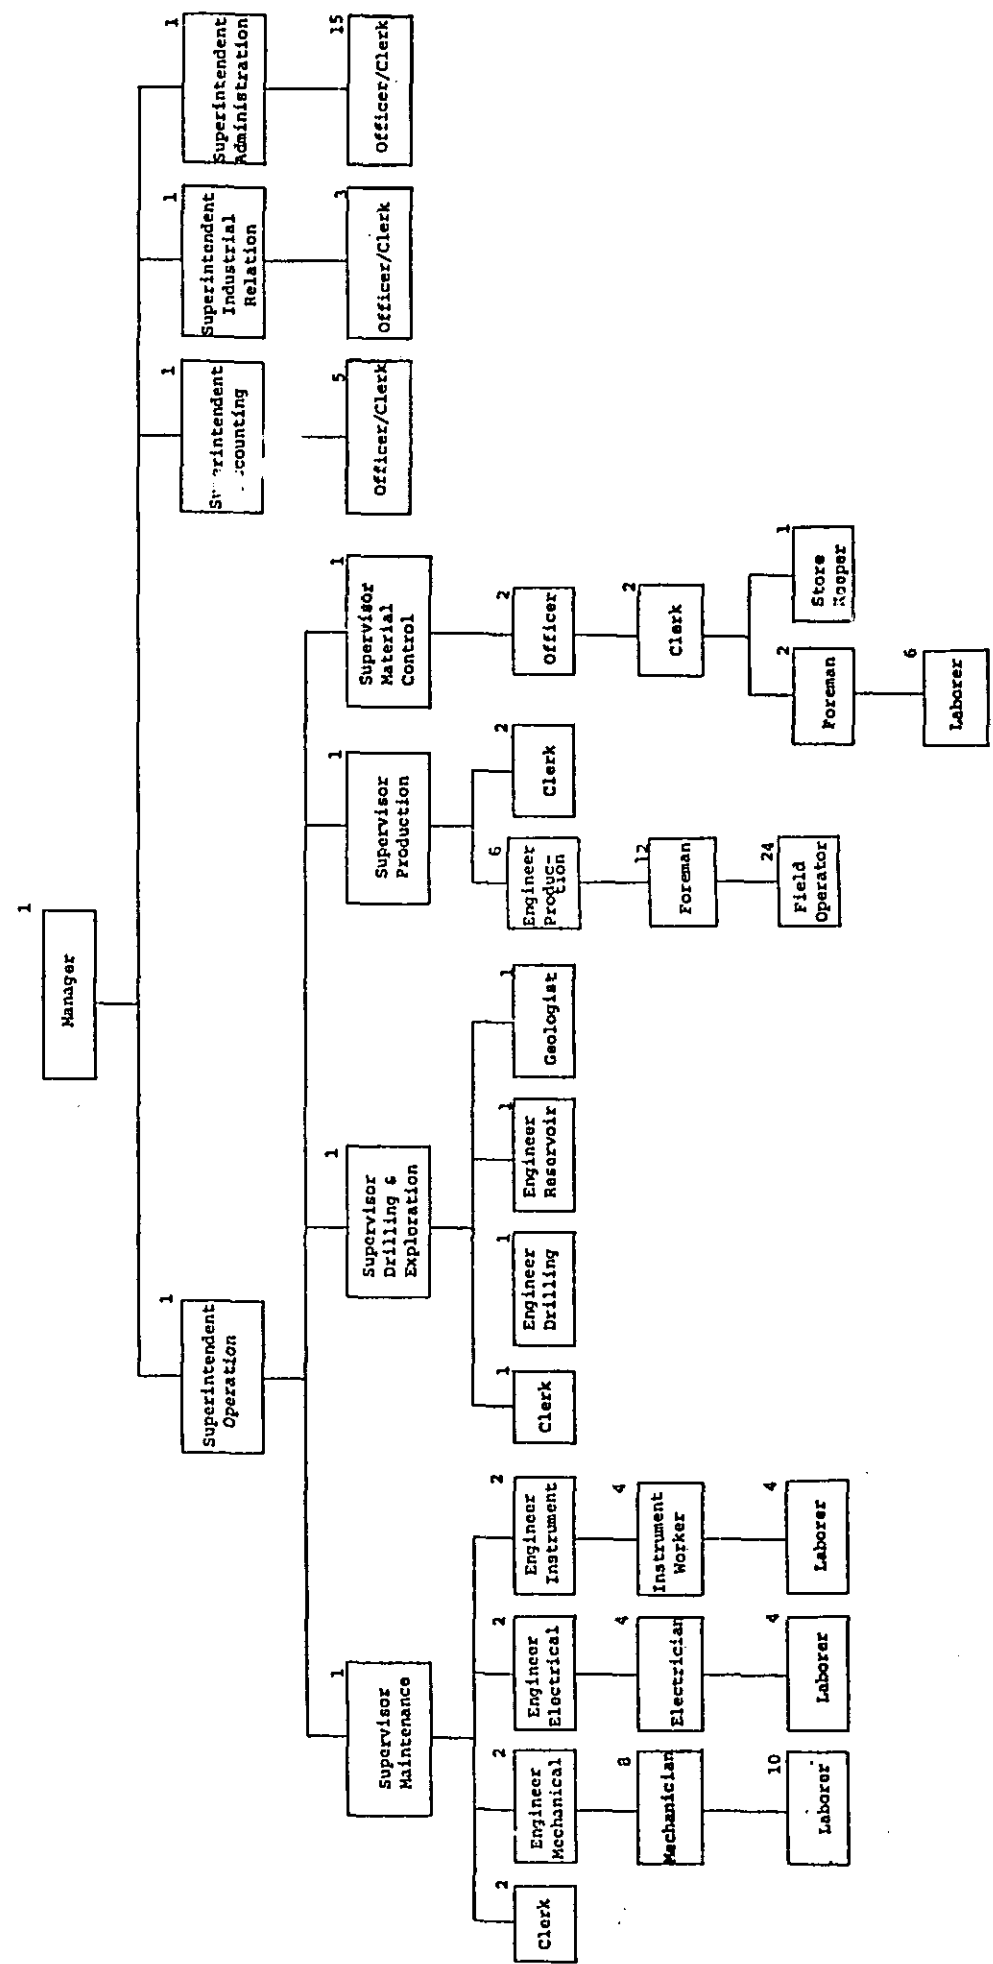 1
Manager
1
Superintendent
Operation
1
Superintendent
1
Superintendent
Industrial
Relation
1
Superintendent
Administration
1
Supervisor
Maintenance
1
Supervisor
Drilling &
Exploration
1
Supervisor
Production
1
Supervisor
Material
Control
5
Officer/Clerk
3
Officer/Clerk
15
Officer/Clerk
2
Clerk
2
Engineer
Mechanical
2
Engineer
Electrical
2
Engineer
Instrument
1
Clerk
1
Engineer
Drilling
1
Engineer
Reservoir
1
Geologist
6
Engineer
Produc-
tion
2
Clerk
2
Officer
8
Mechanician
4
Electrician
4
Instrument
Worker
12
Foreman
2
Clerk
10
Laborer
4
Laborer
4
Laborer
24
Field
Operator
2
Foreman
1
Store
Keeper
6
Laborer